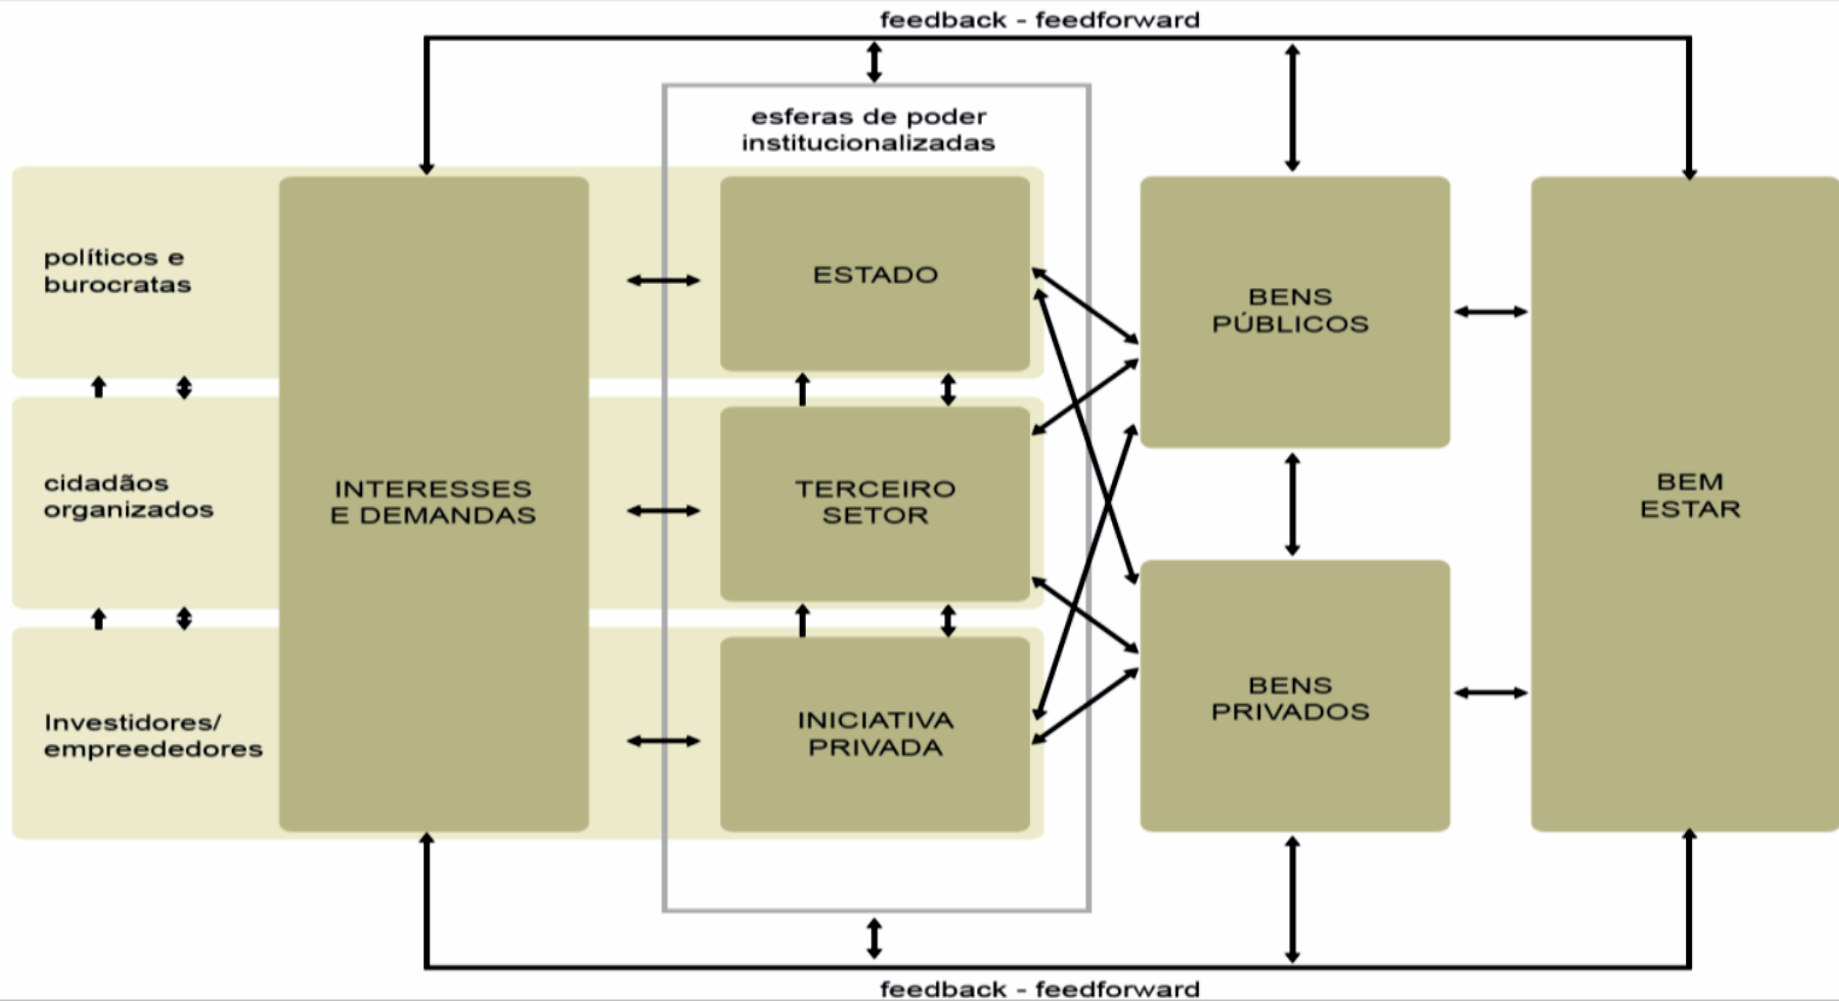 feedback - feedforward
esferas de poder
institucionalizadas
políticos e
burocratas
ESTADO
BENS
PÚBLICOS
cidadãos
organizados
INTERESSES
E DEMANDAS
TERCEIRO
SETOR
BEM
ESTAR
Investidores/
empreededores
INICIATIVA
PRIVADA
BENS
PRIVADOS
feedback - feedforward